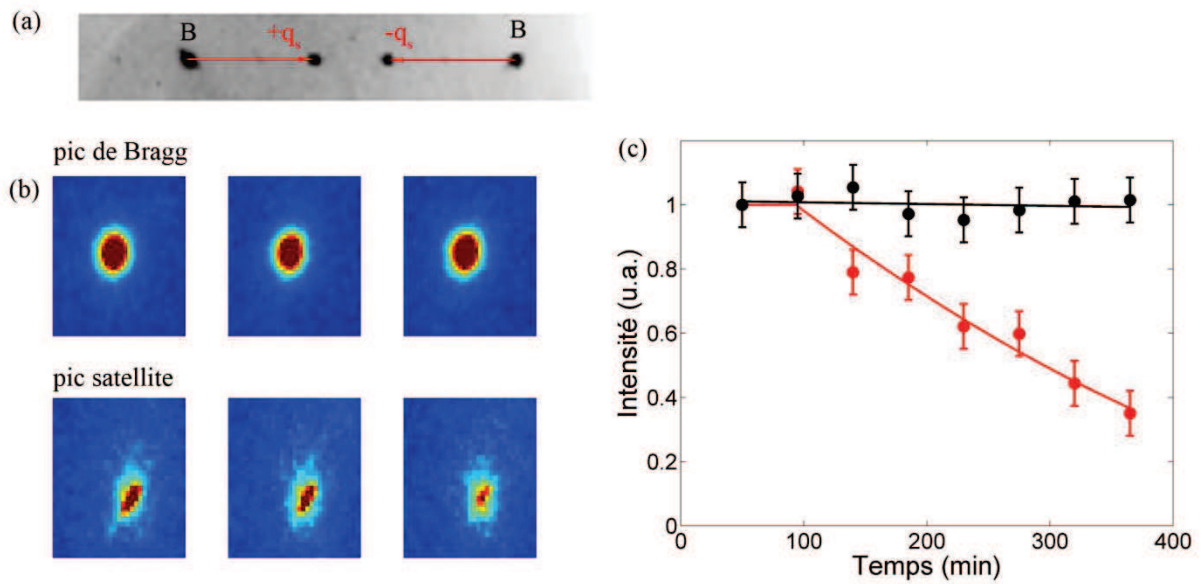 (a)
B
+qs
-qs
B
pic de Bragg
(b)
pic satellite
(c)
Intensité (u.a.)
1
0.8
0.6
0.4
0.2
0
0
100
200
300
400
Temps (min)